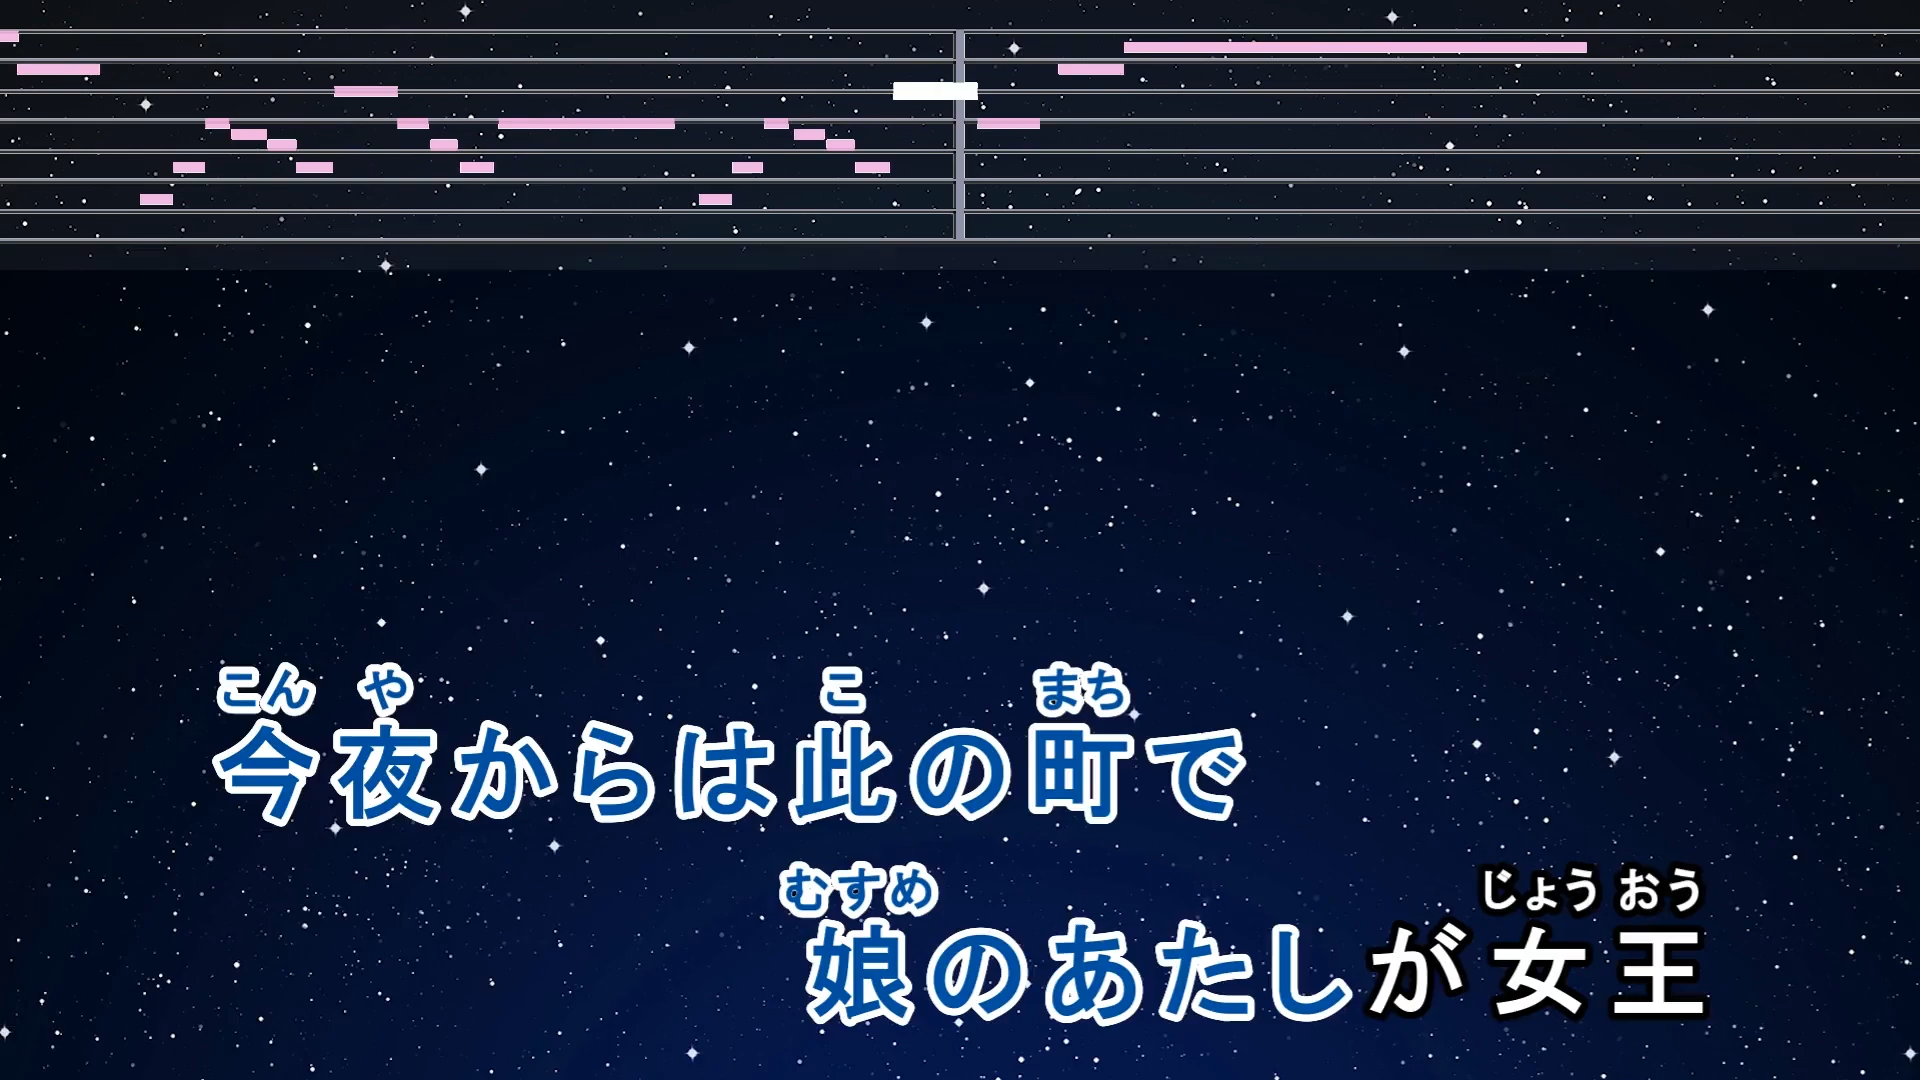 こん や こ まち
今夜からは此の町で
むすめ じょう おう
娘のあたしが女王